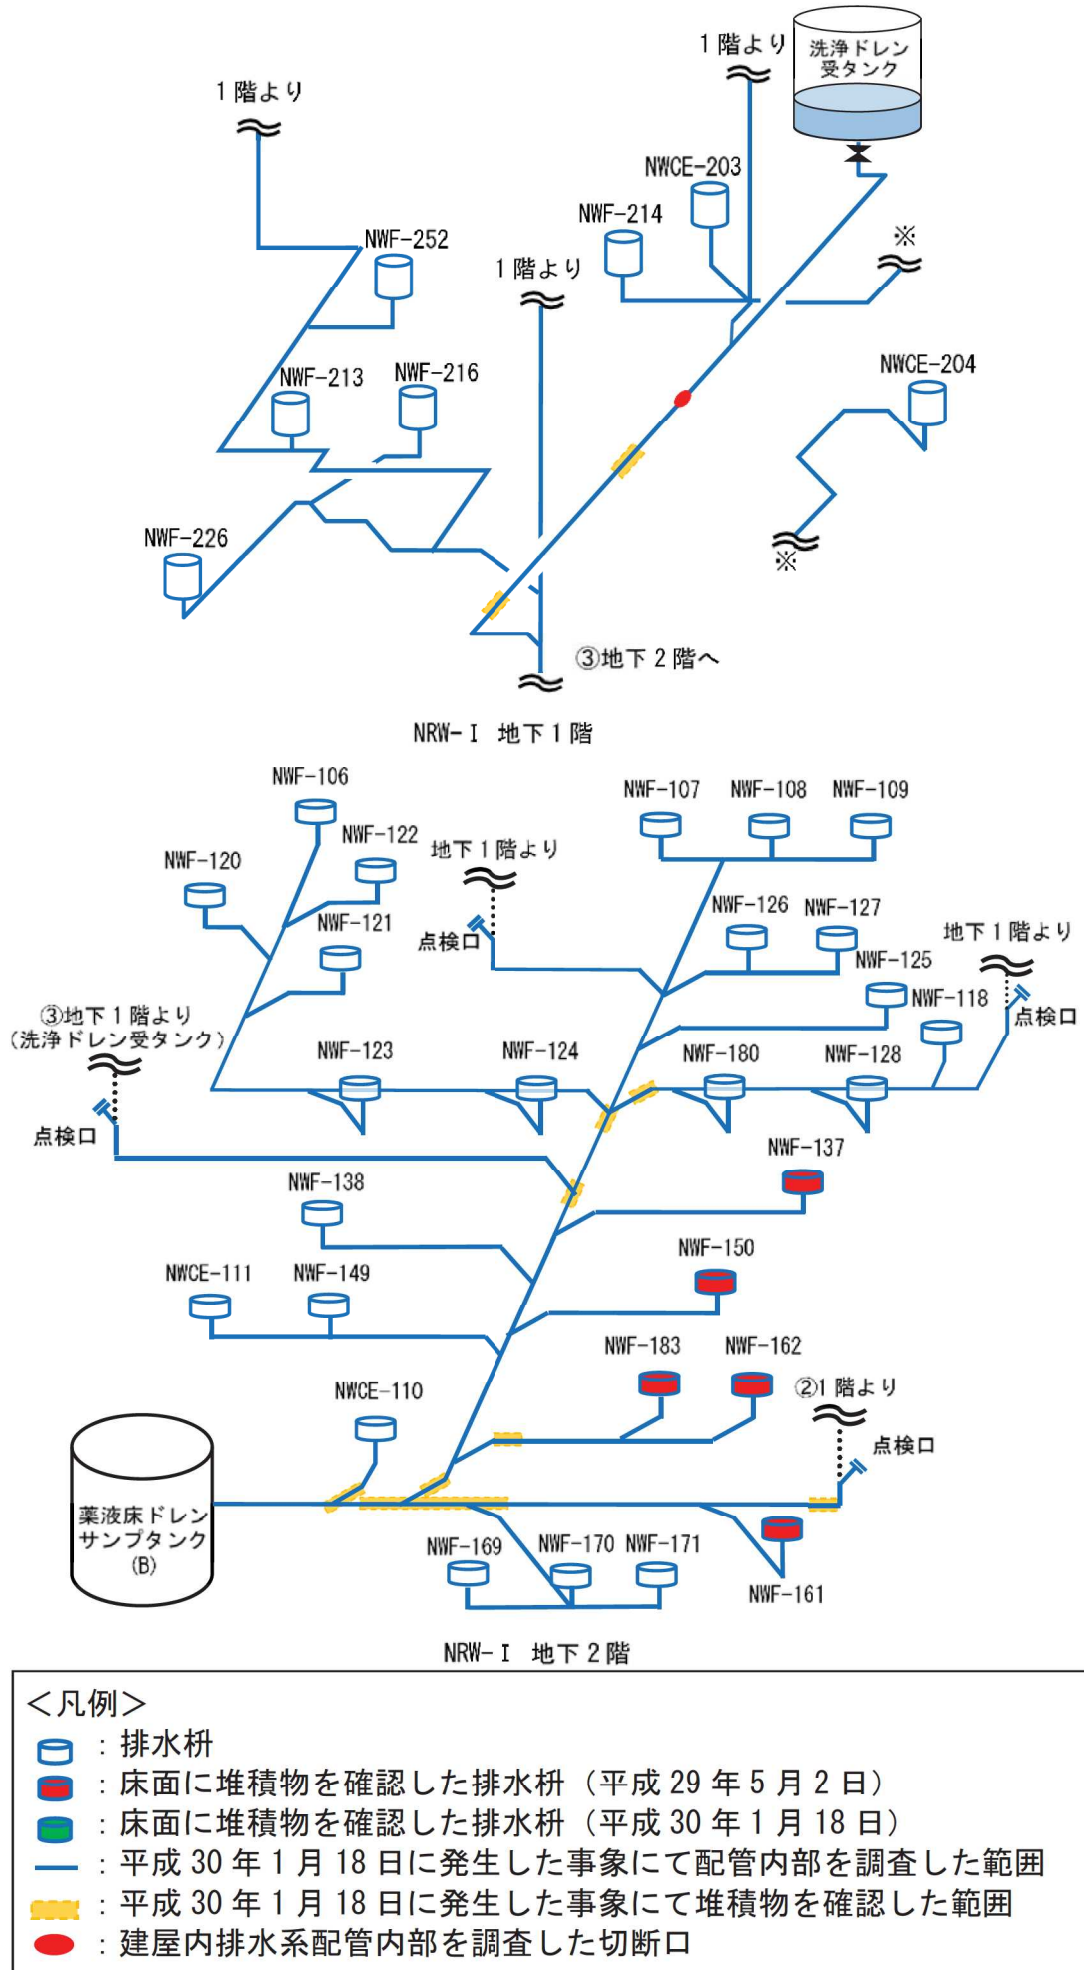 1階より
洗浄ドレン
受タンク
1階より
NWCE-203
NWF-214
※
NWF-252
1階より
NWF-213
NWF-216
NWCE-204
NWF-226
※
③地下2階へ
NRW-Ⅰ 地下1階
NWF-106
NWF-107
NWF-108
NWF-109
NWF-122
地下1階より
NWF-120
NWF-121
点検口
NWF-126
NWF-127
地下1階より
NWF-125
NWF-118
点検口
③地下1階より
(洗浄ドレン受タンク)
NWF-123
NWF-124
NWF-180
NWF-128
点検口
NWF-137
NWF-138
NWF-150
NWCE-111
NWF-149
NWF-183
NWF-162
NWCE-110
②1階より
点検口
薬液床ドレン
サンプタンク
(B)
NWF-169
NWF-170
NWF-171
NWF-161
NRW-Ⅰ 地下2階
＜凡例＞
：排水枡
：床面に堆積物を確認した排水枡（平成 29 年 5 月 2 日）
：床面に堆積物を確認した排水枡（平成 30 年 1 月 18 日）
：平成 30 年 1 月 18 日に発生した事象にて配管内部を調査した範囲
：平成 30 年 1 月 18 日に発生した事象にて堆積物を確認した範囲
：建屋内排水系配管内部を調査した切断口